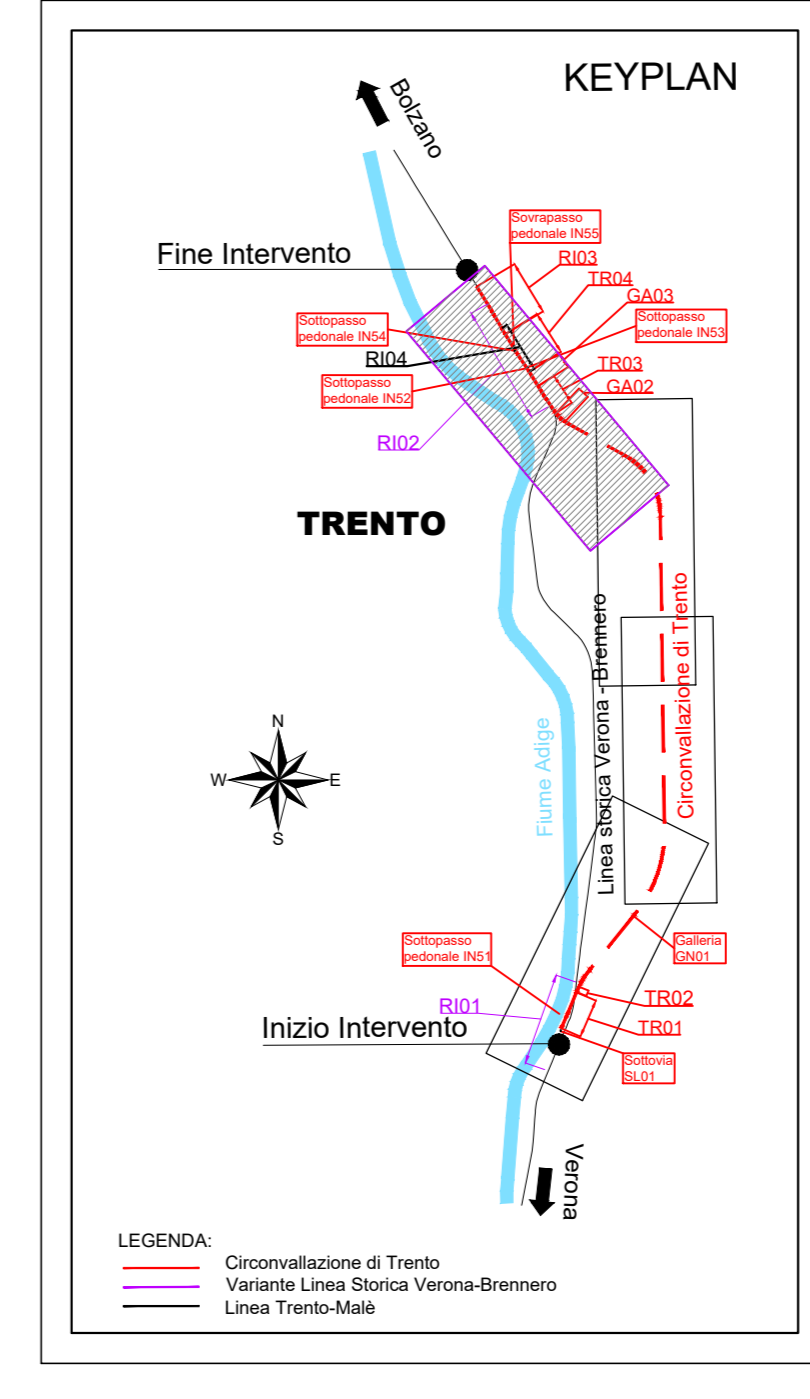 KEYPLAN
Bolzano
Fine Intervento
Sovrapasso
pedonale IN55
RI03
TR04
GA03
Sottopasso
pedonale IN54
Sottopasso
pedonale IN53
RI04
TR03
Sottopasso
pedonale IN52
GA02
RI02
TRENTO
Linea storica Verona - Brennero
Circonvallazione di Trento
Fiume Adige
N
W
E
S
Sottopasso
pedonale IN51
Galleria
GN01
RI01
TR02
Inizio Intervento
TR01
Sottovia
SL01
Verona
LEGENDA:
Circonvallazione di Trento
Variante Linea Storica Verona-Brennero
Linea Trento-Malè